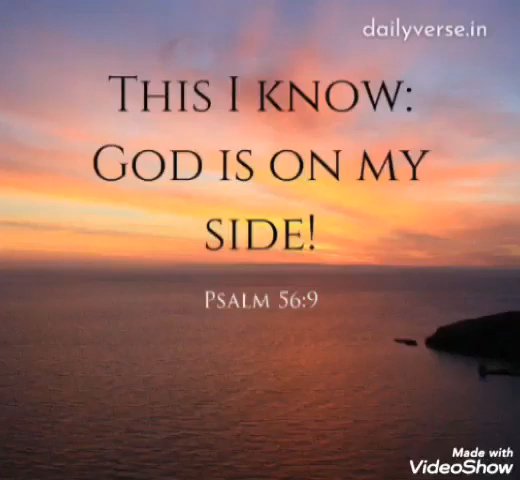 dailyverse.in
This I know:
God is on my
side!
Psalm 56:9
Made with
VideoShow